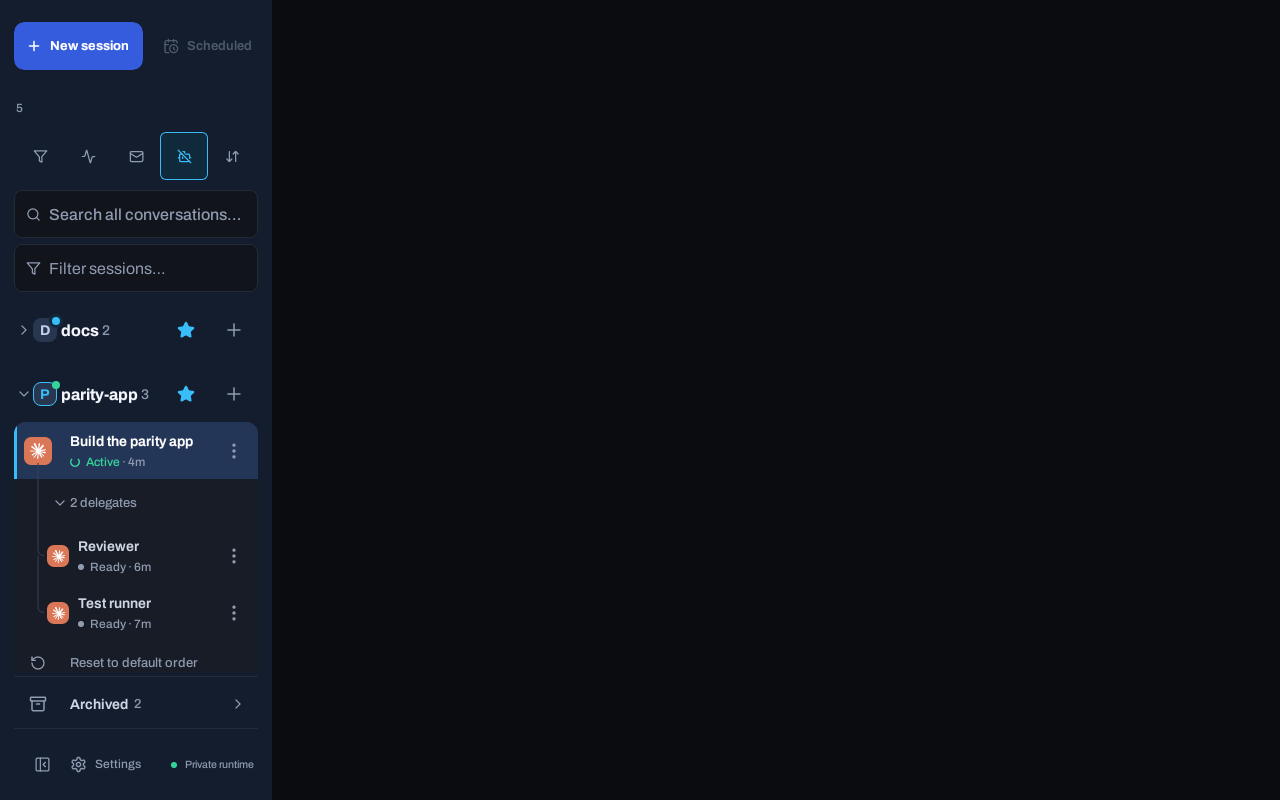 New session
Scheduled
5
Search all conversations...
Filter sessions...
D docs 2
P parity-app 3
Build the parity app
Active · 4m
2 delegates
Reviewer
Ready · 6m
Test runner
Ready · 7m
Reset to default order
Archived 2
Settings
Private runtime